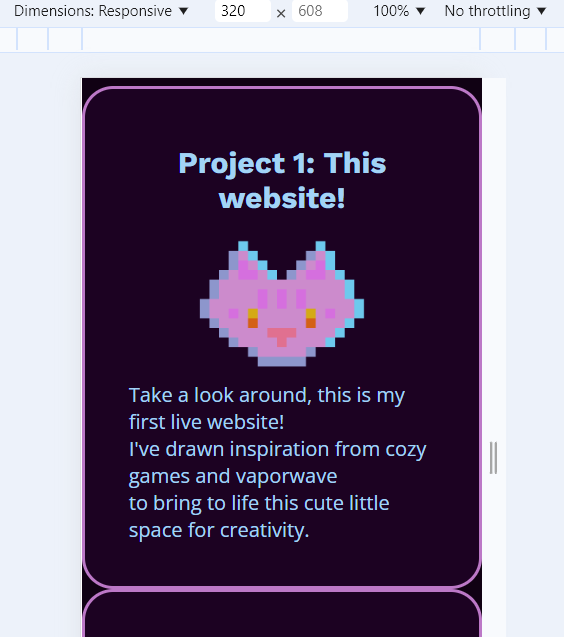 Dimensions: Responsive ▼ 320 × 608 100% ▼ No throttling ▼
Project 1: This
website!
Take a look around, this is my
first live website!
I've drawn inspiration from cozy
games and vaporwave
to bring to life this cute little
space for creativity.